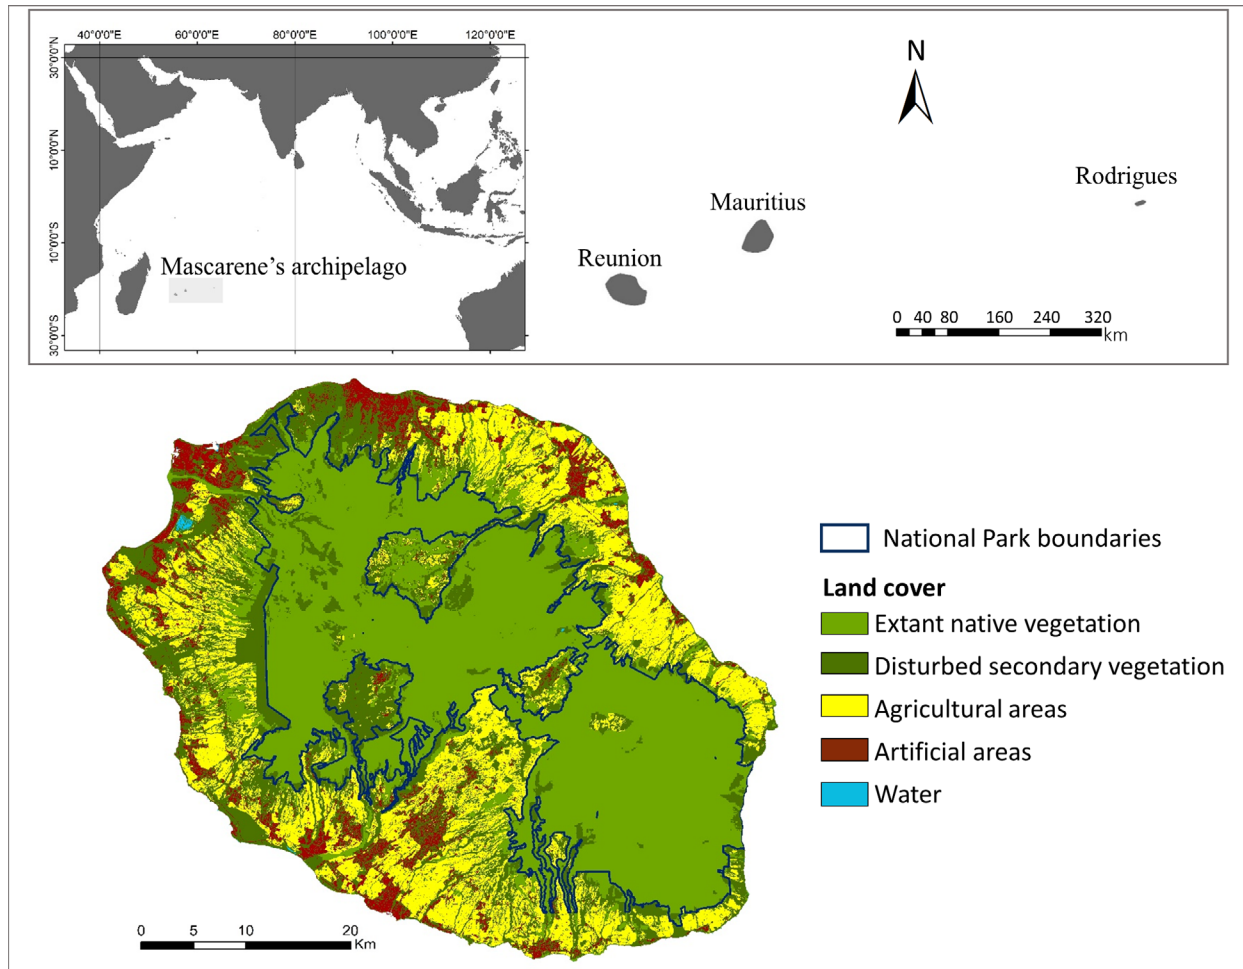 40°0'0"E 60°0'0"E 80°0'0"E 100°0'0"E 120°0'0"E
30°0'0"N
10°0'0"N
10°0'0"S
30°0'0"S
Mascarene's archipelago
N
Rodrigues
Mauritius
Reunion
0 40 80 160 240 320
km
National Park boundaries
Land cover
Extant native vegetation
Disturbed secondary vegetation
Agricultural areas
Artificial areas
Water
0 5 10 20
Km